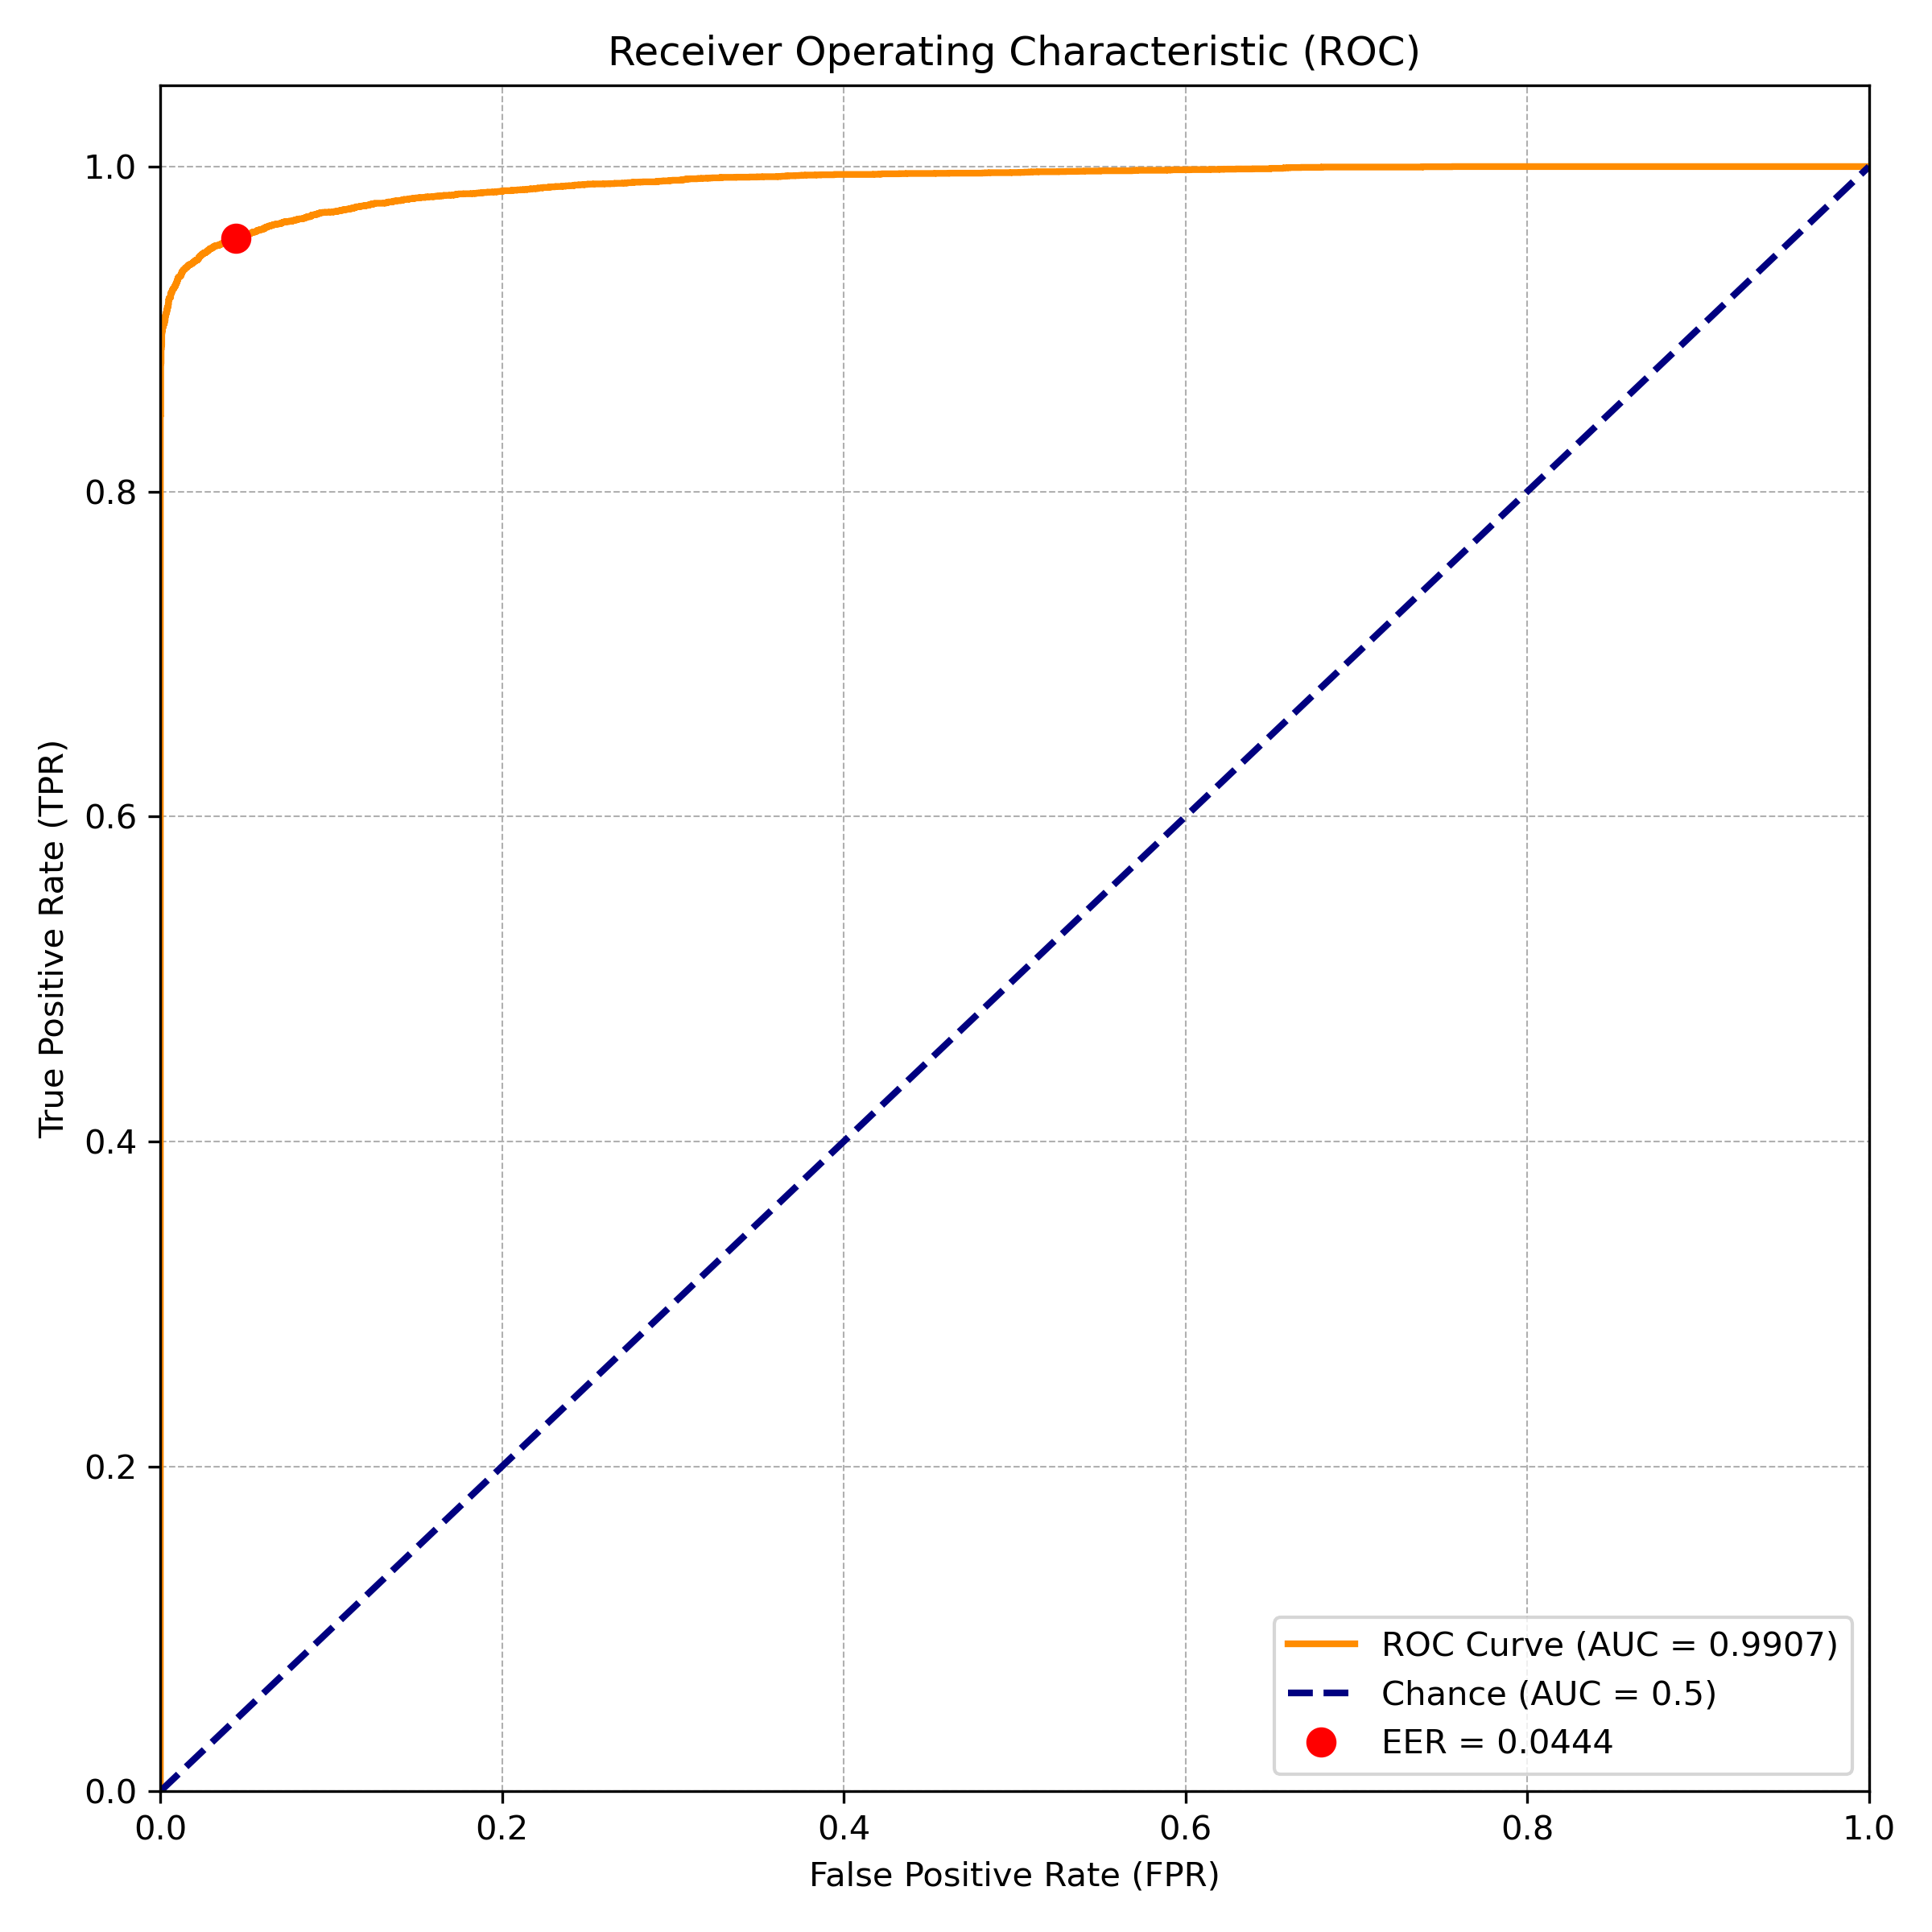 Receiver Operating Characteristic (ROC)
True Positive Rate (TPR)
1.0
0.8
0.6
0.4
0.2
0.0
0.0 0.2 0.4 0.6 0.8 1.0
False Positive Rate (FPR)
ROC Curve (AUC = 0.9907)
Chance (AUC = 0.5)
EER = 0.0444